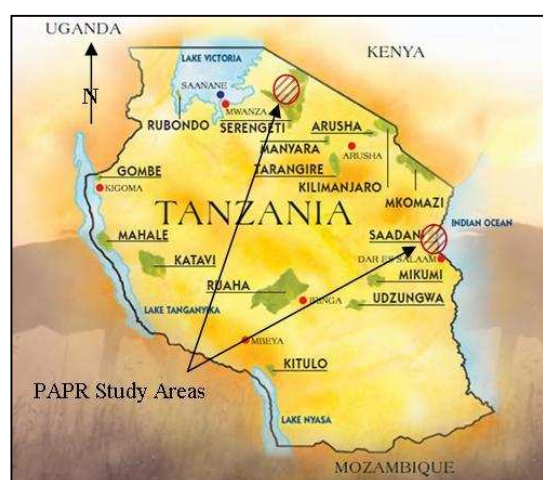 UGANDA
KENYA
LAKE VICTORIA
SAANANE
N
MWANZA
RUBONDO
SERENGETI
ARUSHA
MANYARA
ARUSHA
TARANGIRE
GOMBE
KILIMANJARO
KIGOMA
MKOMAZI
TANZANIA
INDIAN OCEAN
SAADAN
MAHALE
DAR ES SALAAM
KATAVI
MIKUMI
RUAHA
IRINGA
UDZUNGWA
LAKE TANGANYIKA
MBEYA
KITULO
PAPR Study Areas
LAKE NYASA
MOZAMBIQUE